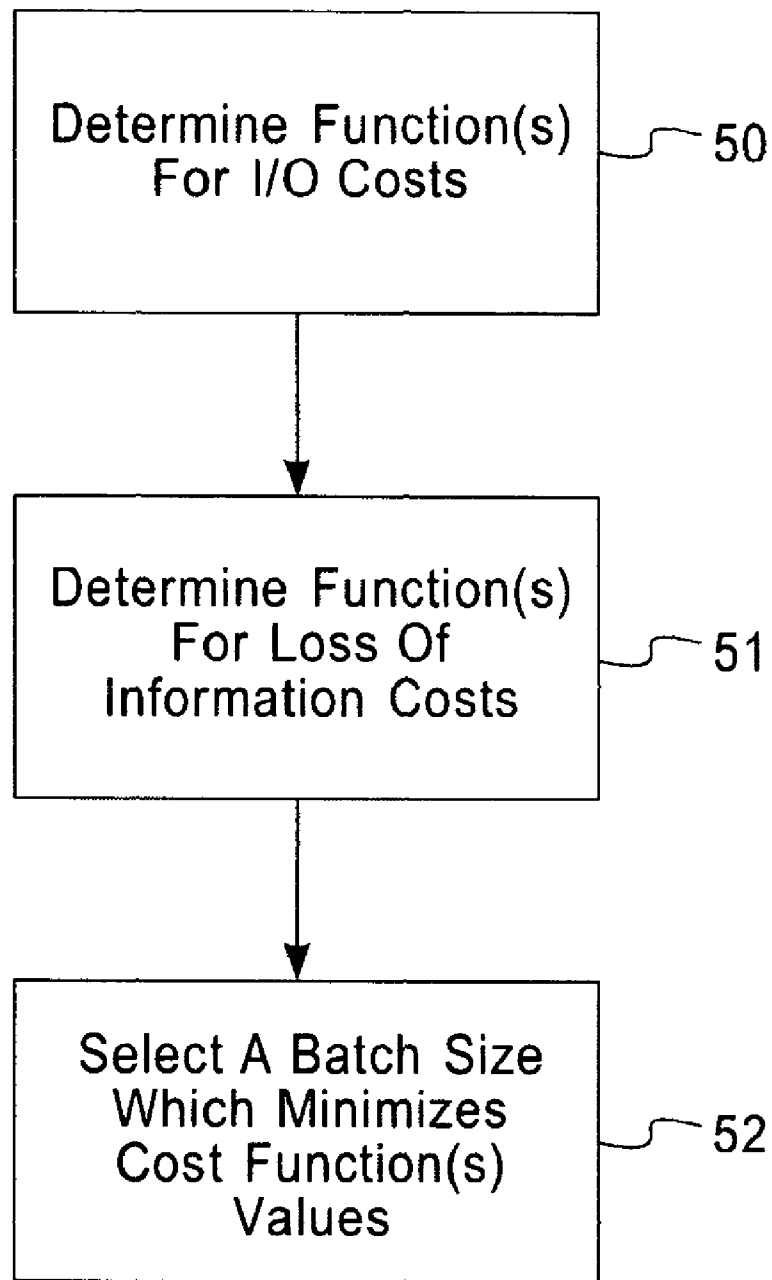 Determine Function(s)
For I/O Costs
50
Determine Function(s)
For Loss Of
Information Costs
51
Select A Batch Size
Which Minimizes
Cost Function(s)
Values
52